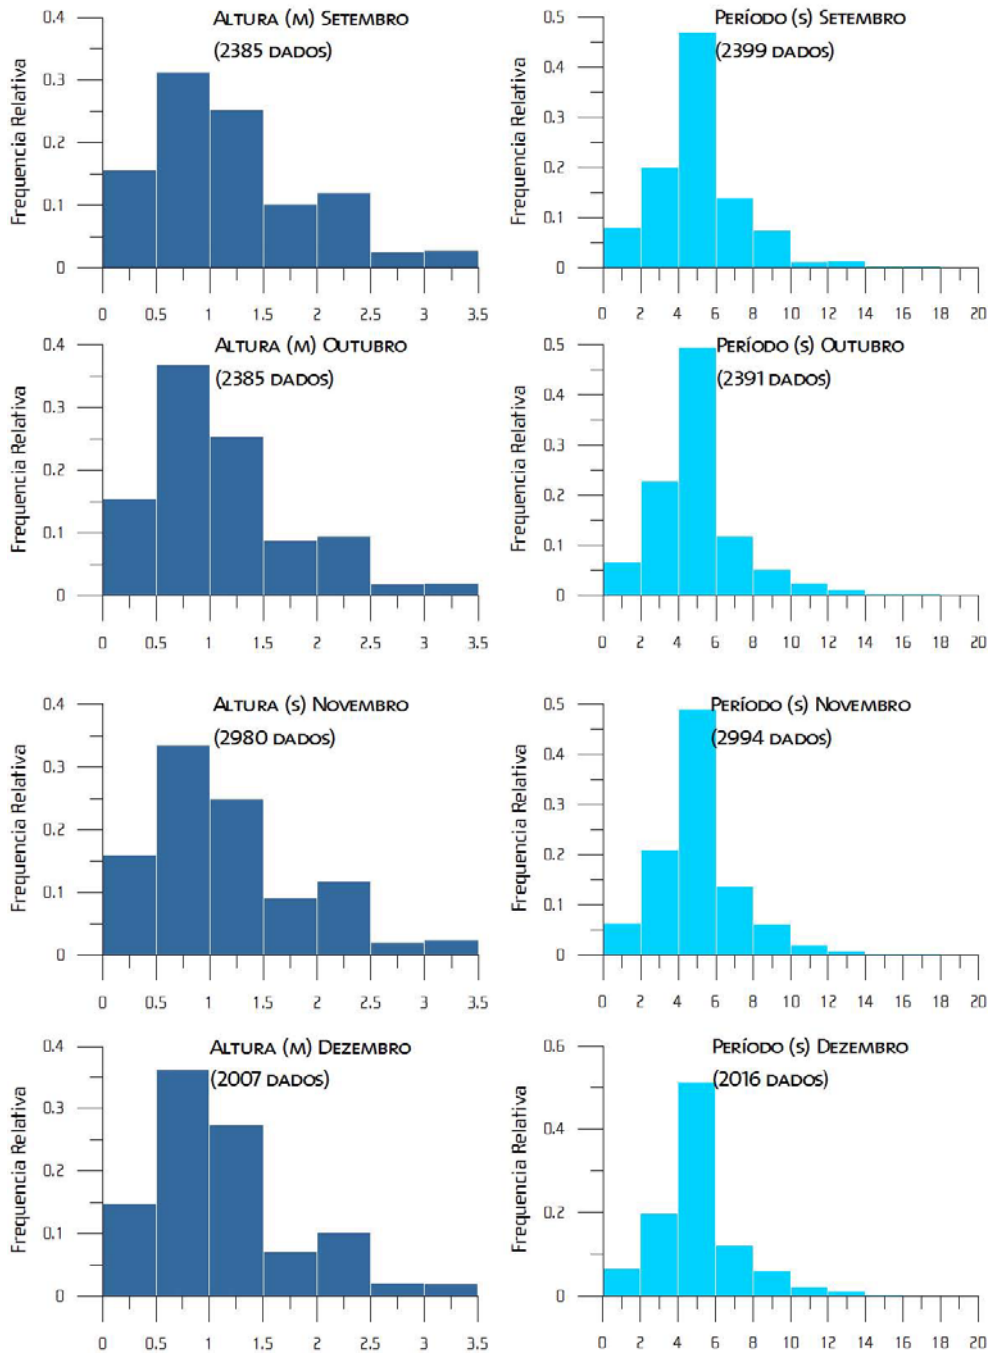 ALTURA (M) SETEMBRO
(2385 DADOS)
Frequencia Relativa
0.4
0.3
0.2
0.1
0
0 0.5 1 1.5 2 2.5 3 3.5
PERÍODO (S) SETEMBRO
(2399 DADOS)
Frequencia Relativa
0.5
0.4
0.3
0.2
0.1
0
0 2 4 6 8 10 12 14 16 18 20
ALTURA (M) OUTUBRO
(2385 DADOS)
Frequencia Relativa
0.4
0.3
0.2
0.1
0
0 0.5 1 1.5 2 2.5 3 3.5
PERÍODO (S) OUTUBRO
(2391 DADOS)
Frequencia Relativa
0.5
0.4
0.3
0.2
0.1
0
0 2 4 6 8 10 12 14 16 18 20
ALTURA (S) NOVEMBRO
(2980 DADOS)
Frequencia Relativa
0.4
0.3
0.2
0.1
0
0 0.5 1 1.5 2 2.5 3 3.5
PERÍODO (S) NOVEMBRO
(2994 DADOS)
Frequencia Relativa
0.5
0.4
0.3
0.2
0.1
0
0 2 4 6 8 10 12 14 16 18 20
ALTURA (M) DEZEMBRO
(2007 DADOS)
Frequencia Relativa
0.4
0.3
0.2
0.1
0
0 0.5 1 1.5 2 2.5 3 3.5
PERÍODO (S) DEZEMBRO
(2016 DADOS)
Frequencia Relativa
0.6
0.4
0.2
0
0 2 4 6 8 10 12 14 16 18 20